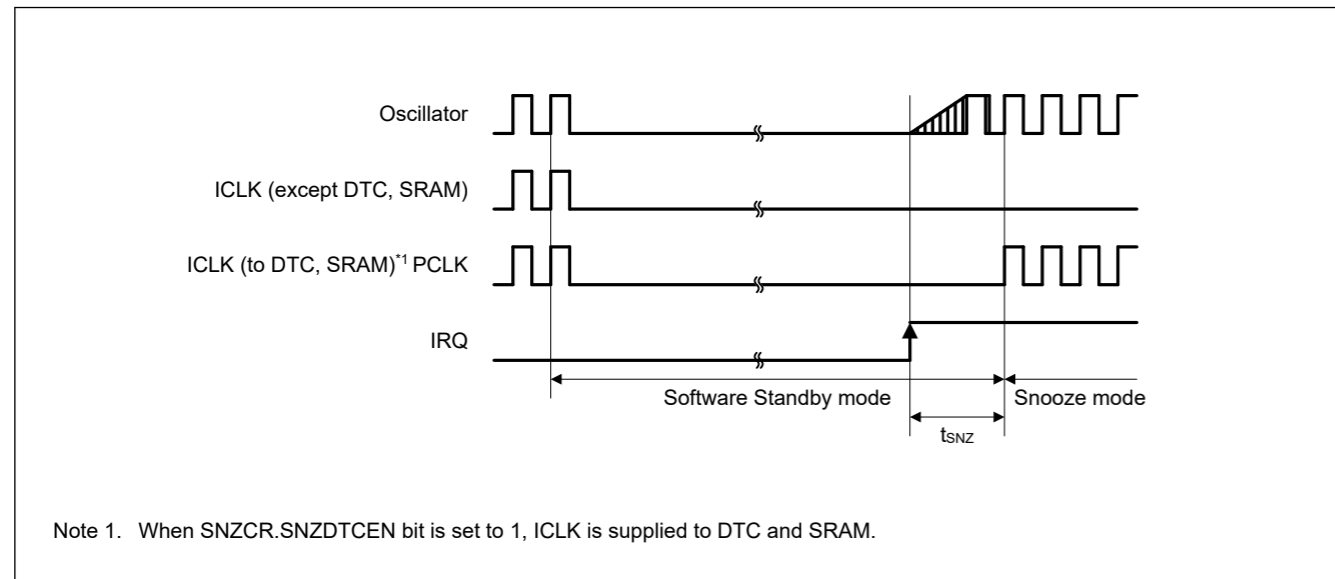 Oscillator
ICLK (except DTC, SRAM)
ICLK (to DTC, SRAM)*1 PCLK
IRQ
Software Standby mode
Snooze mode
tSNZ
Note 1. When SNZCR.SNZDTCEN bit is set to 1, ICLK is supplied to DTC and SRAM.